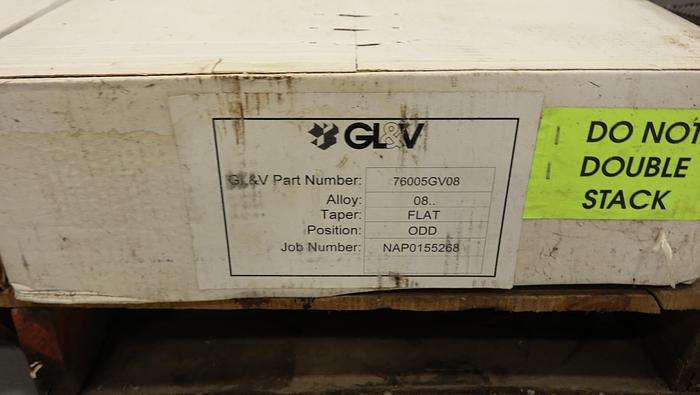 GL&V
GL&V Part Number: 76005GV08
Alloy: 08..
Taper: FLAT
Position: ODD
Job Number: NAP0155268
DO NOT
DOUBLE
STACK